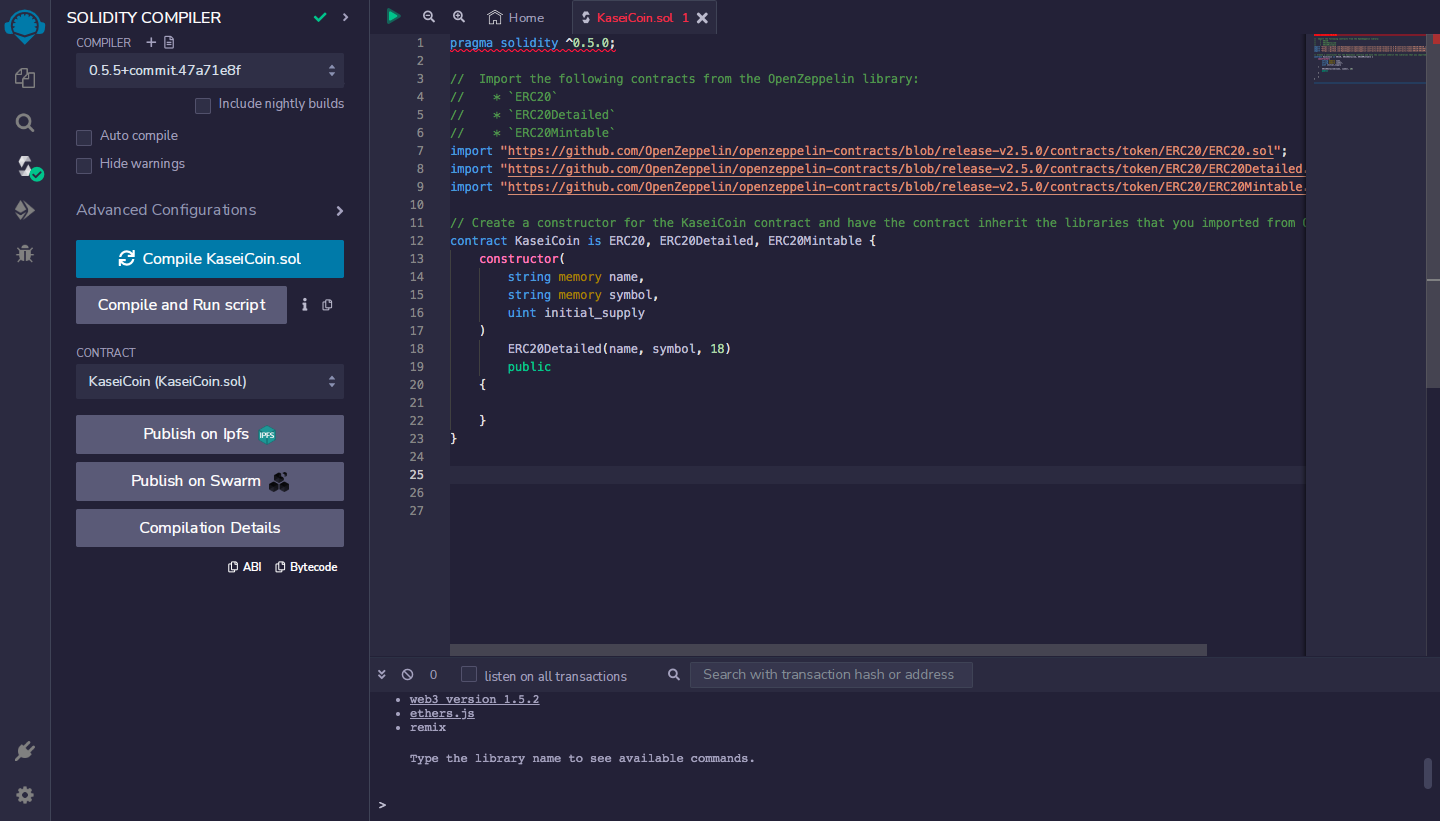 SOLIDITY COMPILER
COMPILER
0.5.5+commit.47a71e8f
Include nightly builds
Auto compile
Hide warnings
Advanced Configurations
Compile KaseiCoin.sol
Compile and Run script
CONTRACT
KaseiCoin (KaseiCoin.sol)
Publish on Ipfs
IPFS
Publish on Swarm
Compilation Details
ABI
Bytecode
Home
KaseiCoin.sol 1
1 pragma solidity ^0.5.0;
2
3 //  Import the following contracts from the OpenZeppelin library:
4 //    * `ERC20`
5 //    * `ERC20Detailed`
6 //    * `ERC20Mintable`
7 import "https://github.com/OpenZeppelin/openzeppelin-contracts/blob/release-v2.5.0/contracts/token/ERC20/ERC20.sol";
8 import "https://github.com/OpenZeppelin/openzeppelin-contracts/blob/release-v2.5.0/contracts/token/ERC20/ERC20Detailed.
9 import "https://github.com/OpenZeppelin/openzeppelin-contracts/blob/release-v2.5.0/contracts/token/ERC20/ERC20Mintable.
10
11 // Create a constructor for the KaseiCoin contract and have the contract inherit the libraries that you imported from
12 contract KaseiCoin is ERC20, ERC20Detailed, ERC20Mintable {
13     constructor(
14         string memory name,
15         string memory symbol,
16         uint initial_supply
17     )
18         ERC20Detailed(name, symbol, 18)
19         public
20     {
21
22     }
23 }
24
25
26
27
0
listen on all transactions
Search with transaction hash or address
• web3 version 1.5.2
• ethers.js
• remix
Type the library name to see available commands.
>